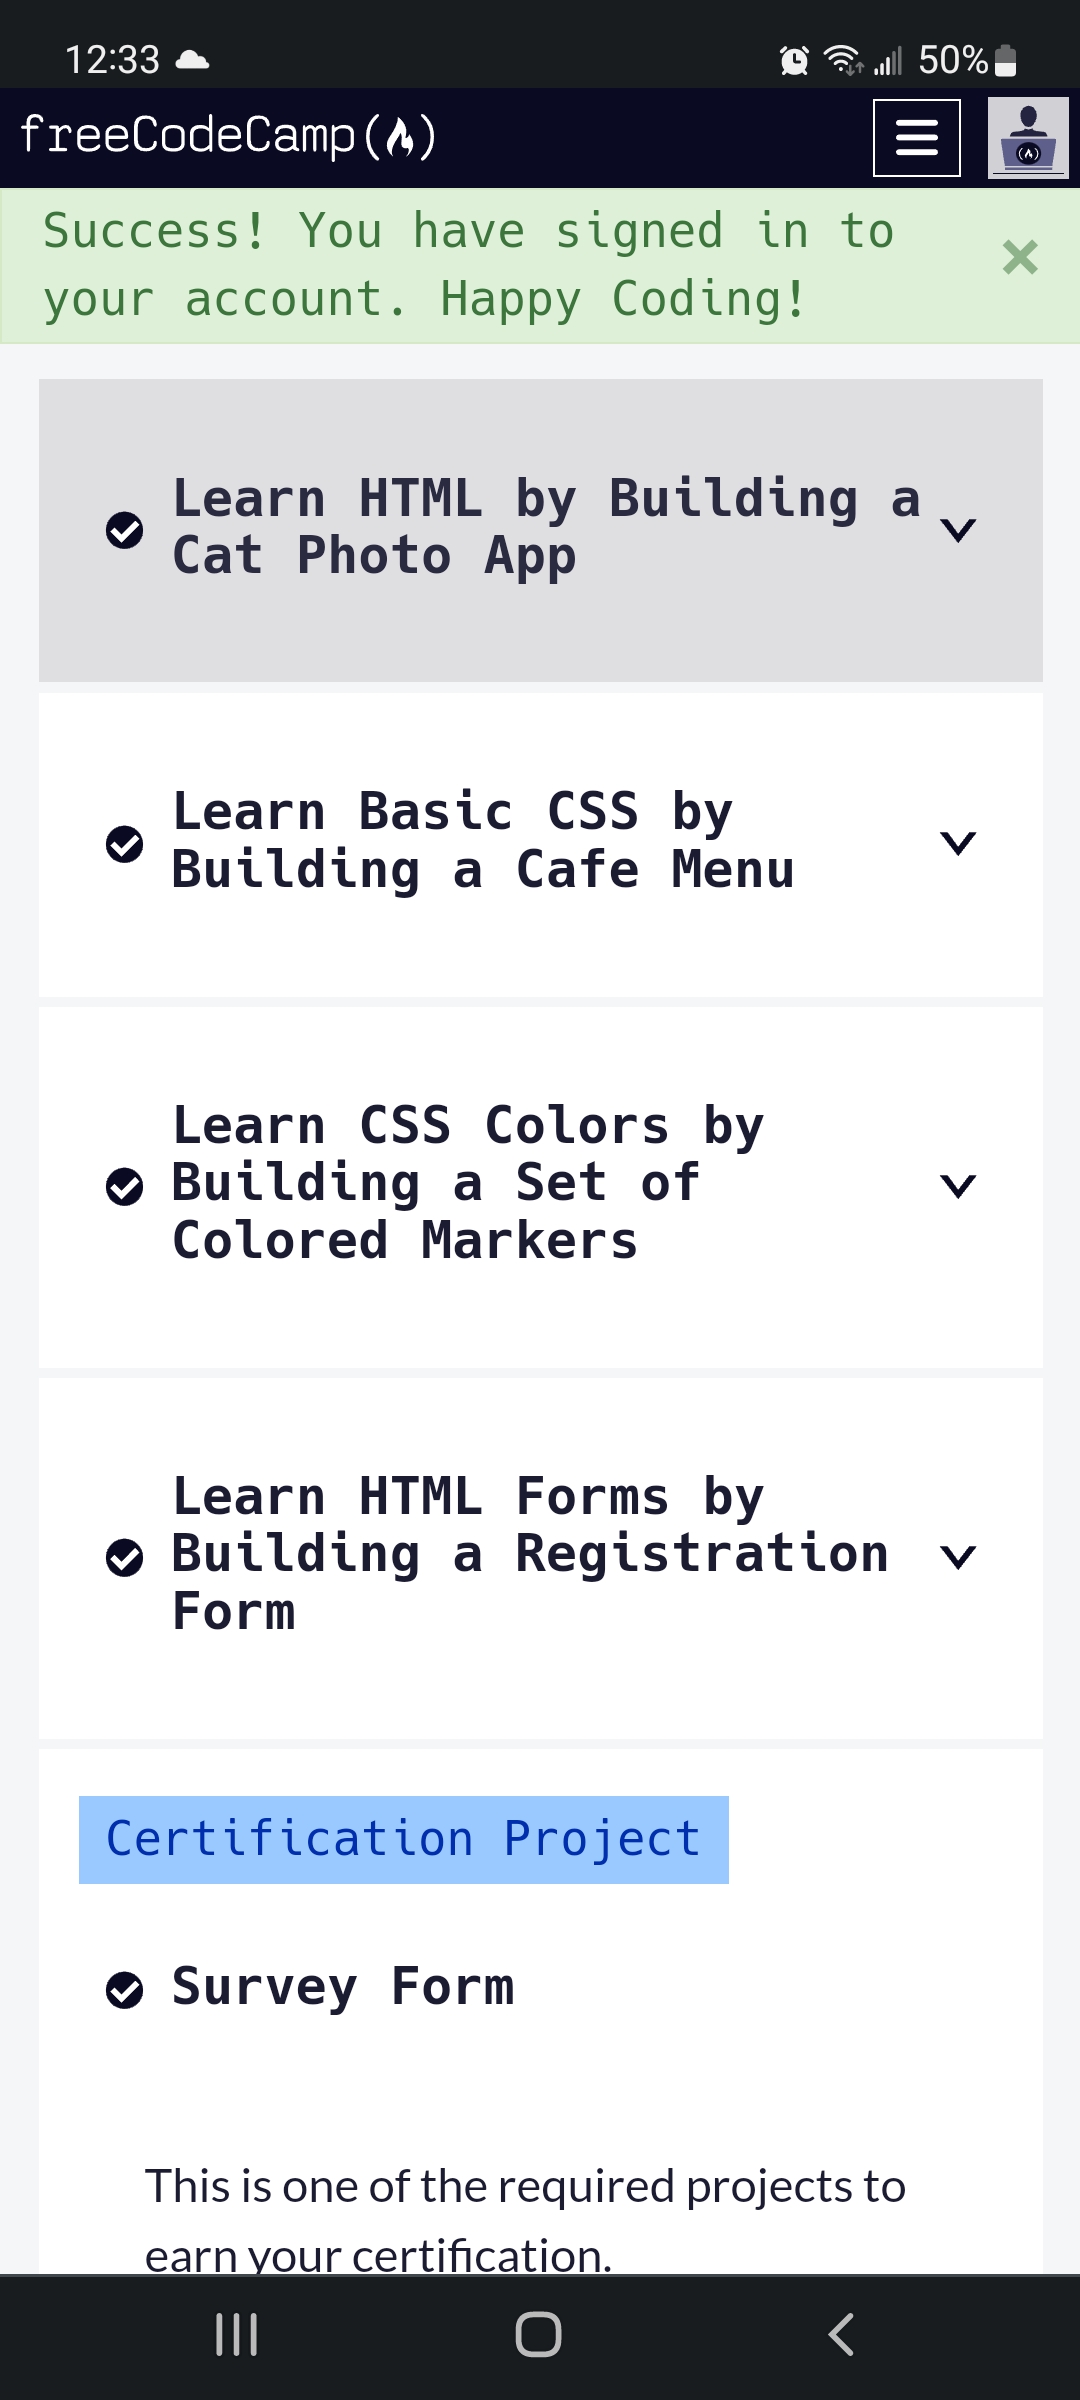 12:33
50%
freeCodeCamp
Success! You have signed in to
your account. Happy Coding!
Learn HTML by Building a
Cat Photo App
Learn Basic CSS by
Building a Cafe Menu
Learn CSS Colors by
Building a Set of
Colored Markers
Learn HTML Forms by
Building a Registration
Form
Certification Project
Survey Form
This is one of the required projects to
earn your certification.